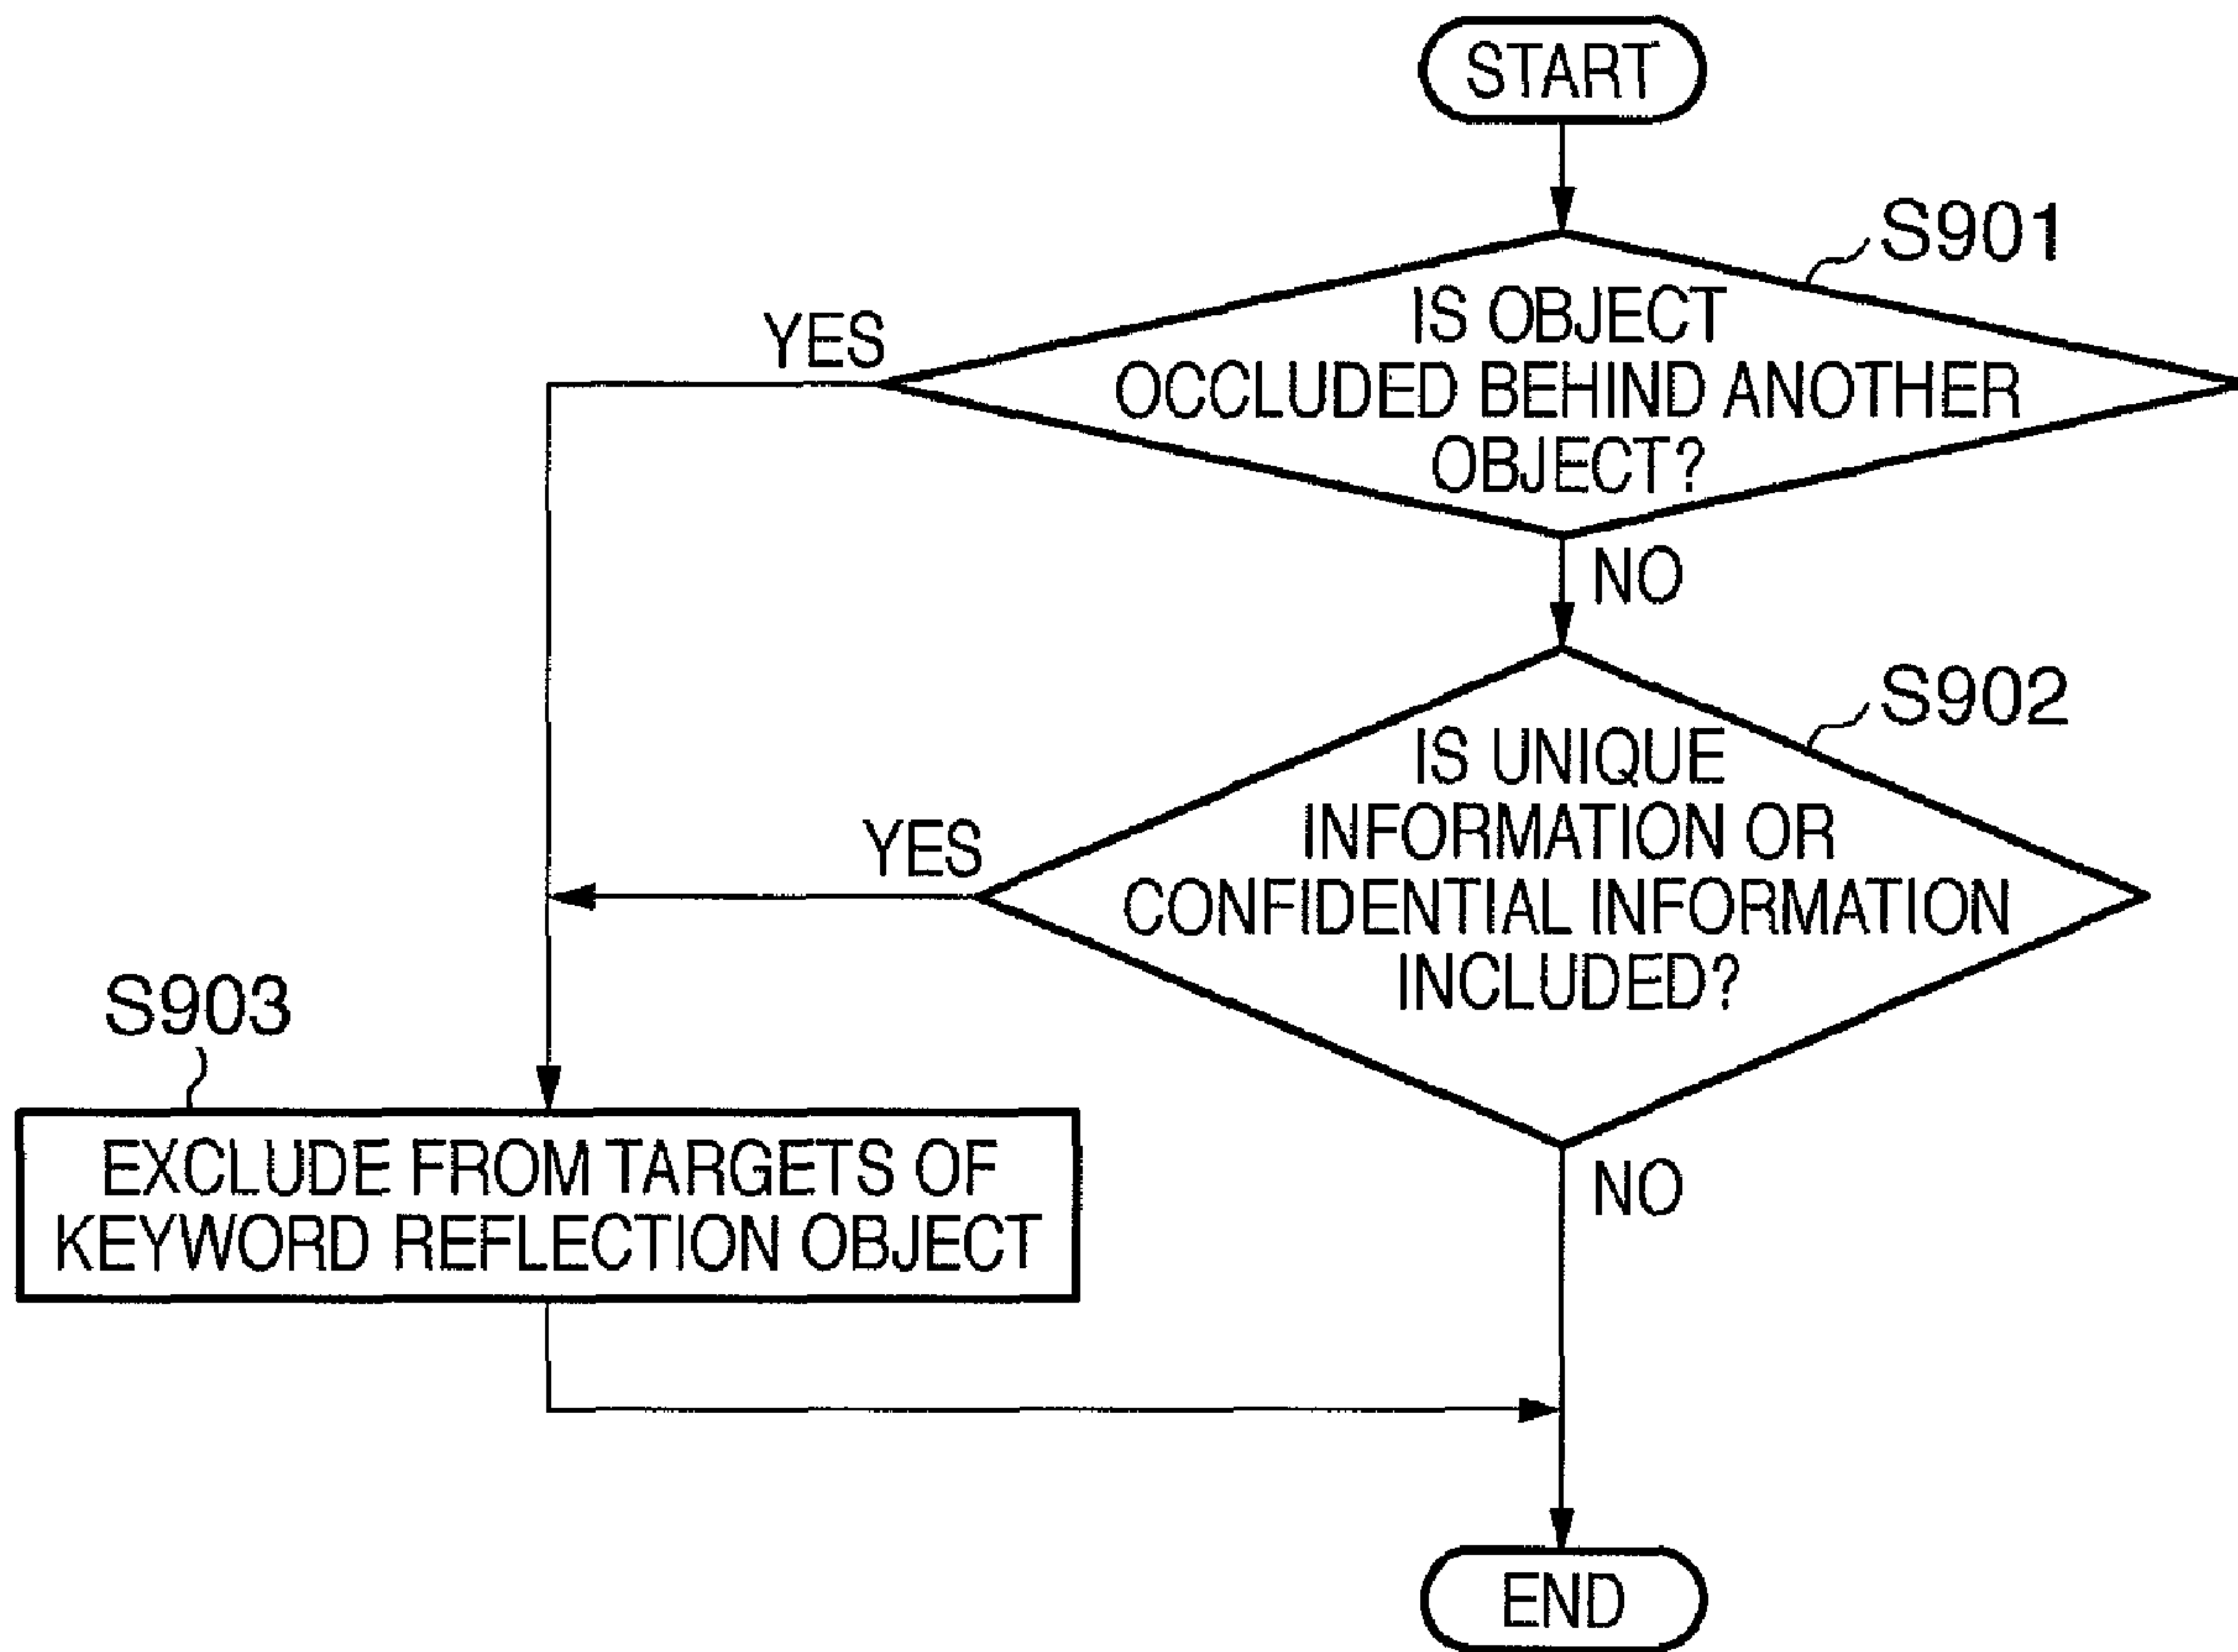 START
S901
IS OBJECT
YES
OCCLUDED BEHIND ANOTHER
OBJECT?
NO
S902
IS UNIQUE
INFORMATION OR
YES
CONFIDENTIAL INFORMATION
INCLUDED?
S903
EXCLUDE FROM TARGETS OF
KEYWORD REFLECTION OBJECT
NO
END